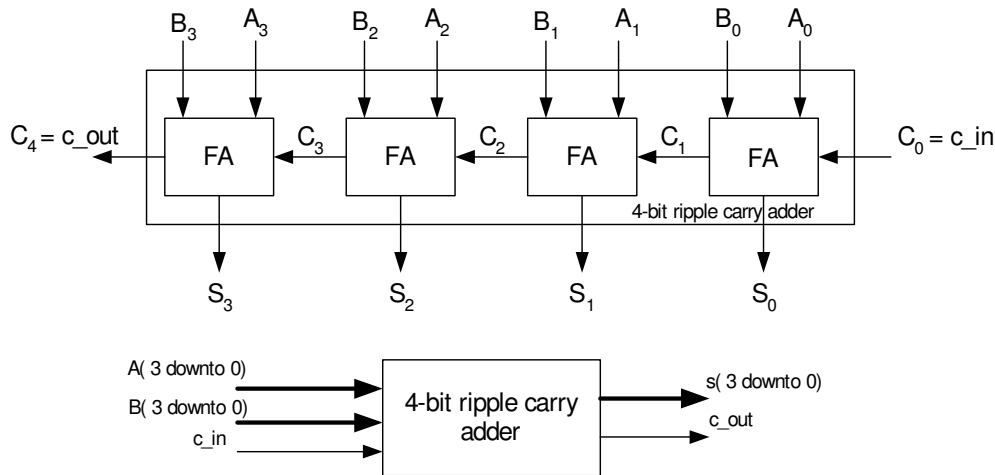 B₃ A₃ B₂ A₂ B₁ A₁ B₀ A₀
C₄ = c_out FA C₃ FA C₂ FA C₁ FA C₀ = c_in
4-bit ripple carry adder
S₃ S₂ S₁ S₀
A( 3 downto 0)
B( 3 downto 0)
c_in
4-bit ripple carry
adder
s( 3 downto 0)
c_out